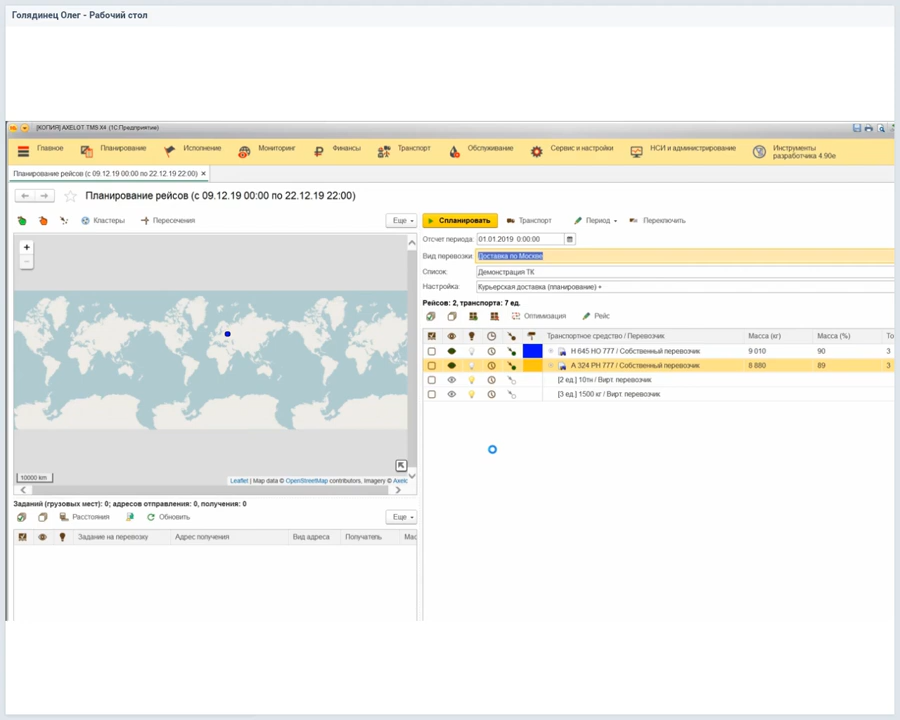 Голядинец Олег - Рабочий стол
[КОПИЯ] AXELOT TMS X4 (1С:Предприятие)
Главное Планирование Исполнение Мониторинг Финансы Транспорт Обслуживание Сервис и настройки НСИ и администрирование Инструменты разработчика 4.90e
Планирование рейсов (с 09.12.19 00:00 по 22.12.19 22:00) ×
Планирование рейсов (с 09.12.19 00:00 по 22.12.19 22:00)
Кластеры Пересечения Еще
Спланировать Транспорт Период Переключить
Отсчет периода: 01.01.2019 0:00:00
Вид перевозки: Доставка по Москве
Список: Демонстрация ТК
Настройка: Курьерская доставка (планирование) *
Рейсов: 2, транспорта: 7 ед.
Оптимизация Рейс
Транспортное средство / Перевозчик Масса (кг) Масса (%) То
Н 645 НО 777 / Собственный перевозчик 9 010 90 3
А 324 РН 777 / Собственный перевозчик 8 880 89 3
[2 ед.] 10тн / Вирт. перевозчик
[3 ед.] 1500 кг / Вирт. перевозчик
+
−
10000 km
Leaflet | Map data © OpenStreetMap contributors, Imagery © Axelc
Заданий (грузовых мест): 0; адресов отправления: 0, получения: 0
Расстояния Обновить Еще
Задание на перевозку Адрес получения Вид адреса Получатель Мас